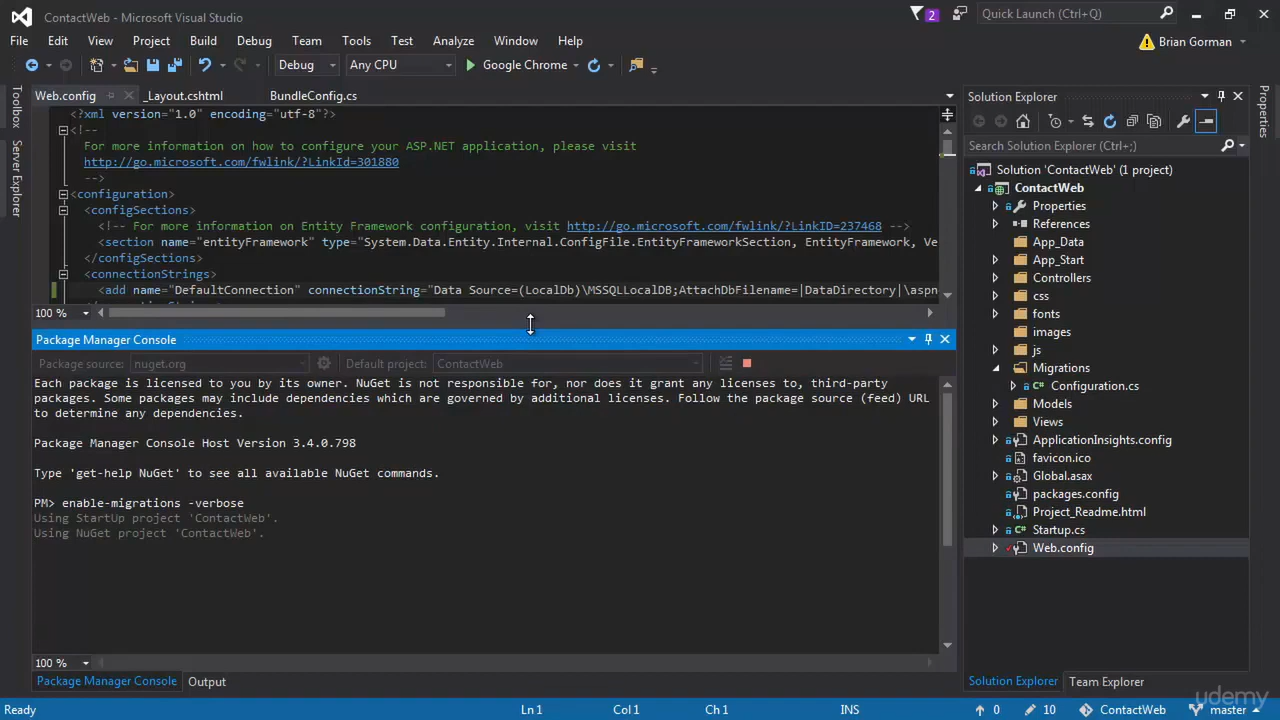 ContactWeb - Microsoft Visual Studio
2
Quick Launch (Ctrl+;)
File Edit View Project Build Debug Team Tools Test Analyze Window Help
Brian Gorman
Debug
Any CPU
Google Chrome
Toolbox
Server Explorer
Web.config
_Layout.cshtml
BundleConfig.cs
<?xml version="1.0" encoding="utf-8"?>
<!--
For more information on how to configure your ASP.NET application, please visit
http://go.microsoft.com/fwlink/?LinkId=301880
-->
<configuration>
<configSections>
<!-- For more information on Entity Framework configuration, visit http://go.microsoft.com/fwlink/?LinkID=237468 -->
<section name="entityFramework" type="System.Data.Entity.Internal.ConfigFile.EntityFrameworkSection, EntityFramework, Ve
</configSections>
<connectionStrings>
<add name="DefaultConnection" connectionString="Data Source=(LocalDb)\MSSQLLocalDB;AttachDbFilename=|DataDirectory|\aspn
100 %
Package Manager Console
Package source: nuget.org
Default project: ContactWeb
Each package is licensed to you by its owner. NuGet is not responsible for, nor does it grant any licenses to, third-party
packages. Some packages may include dependencies which are governed by additional licenses. Follow the package source (feed) URL
to determine any dependencies.
Package Manager Console Host Version 3.4.0.798
Type 'get-help NuGet' to see all available NuGet commands.
PM> enable-migrations -verbose
Using StartUp project 'ContactWeb'.
Using NuGet project 'ContactWeb'.
100 %
Package Manager Console
Output
Solution Explorer
Search Solution Explorer (Ctrl+;)
Solution 'ContactWeb' (1 project)
ContactWeb
Properties
References
App_Data
App_Start
Controllers
css
fonts
images
js
Migrations
Configuration.cs
Models
Views
ApplicationInsights.config
favicon.ico
Global.asax
packages.config
Project_Readme.html
Startup.cs
Web.config
Solution Explorer
Team Explorer
Properties
Ready
Ln 1
Col 1
Ch 1
INS
0
10
ContactWeb
master
udemy